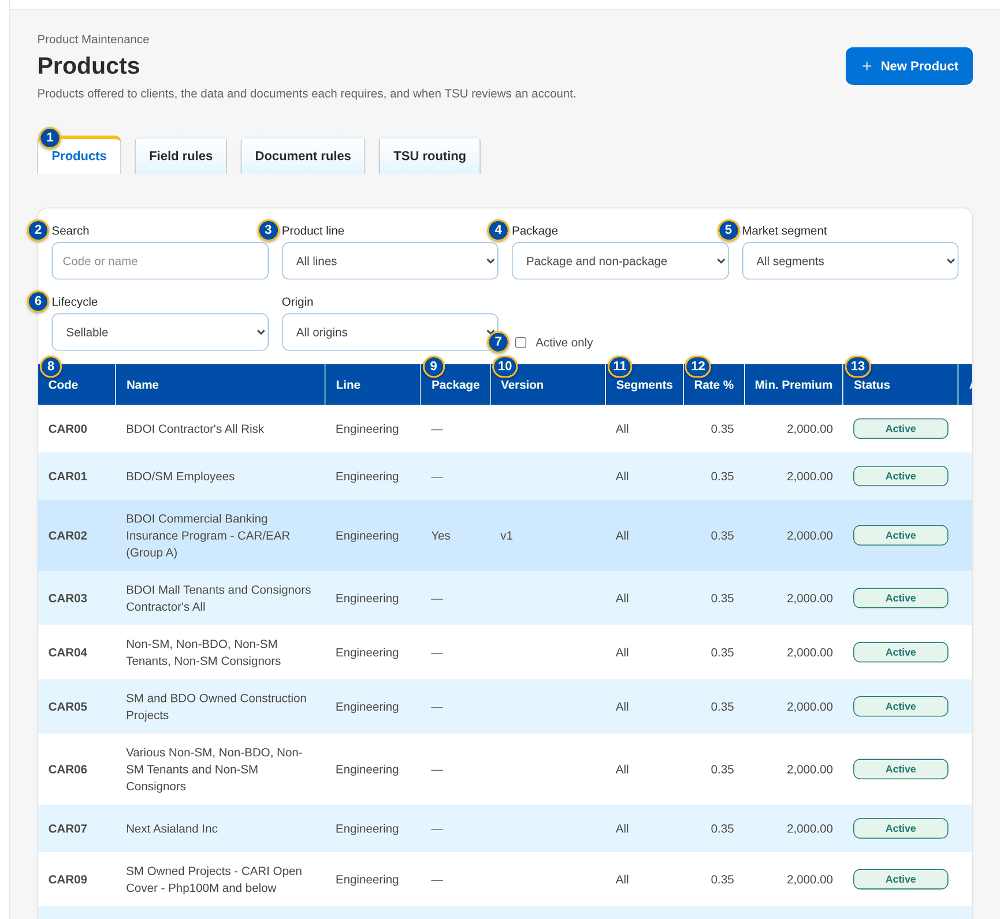 Product Maintenance
Products
+ New Product
Products offered to clients, the data and documents each requires, and when TSU reviews an account.
1
Products
Field rules
Document rules
TSU routing
2 Search
3 Product line
4 Package
5 Market segment
Code or name
All lines
Package and non-package
All segments
6 Lifecycle
Origin
Sellable
All origins
7 Active only
8 9 10 11 12 13
Code Name Line Package Version Segments Rate % Min. Premium Status
CAR00 BDOI Contractor's All Risk Engineering — All 0.35 2,000.00 Active
CAR01 BDO/SM Employees Engineering — All 0.35 2,000.00 Active
BDOI Commercial Banking
CAR02 Insurance Program - CAR/EAR Engineering Yes v1 All 0.35 2,000.00 Active
(Group A)
BDOI Mall Tenants and Consignors
CAR03 Engineering — All 0.35 2,000.00 Active
Contractor's All
Non-SM, Non-BDO, Non-SM
CAR04 Engineering — All 0.35 2,000.00 Active
Tenants, Non-SM Consignors
SM and BDO Owned Construction
CAR05 Engineering — All 0.35 2,000.00 Active
Projects
Various Non-SM, Non-BDO, Non-
CAR06 SM Tenants and Non-SM Engineering — All 0.35 2,000.00 Active
Consignors
CAR07 Next Asialand Inc Engineering — All 0.35 2,000.00 Active
SM Owned Projects - CARI Open
CAR09 Engineering — All 0.35 2,000.00 Active
Cover - Php100M and below